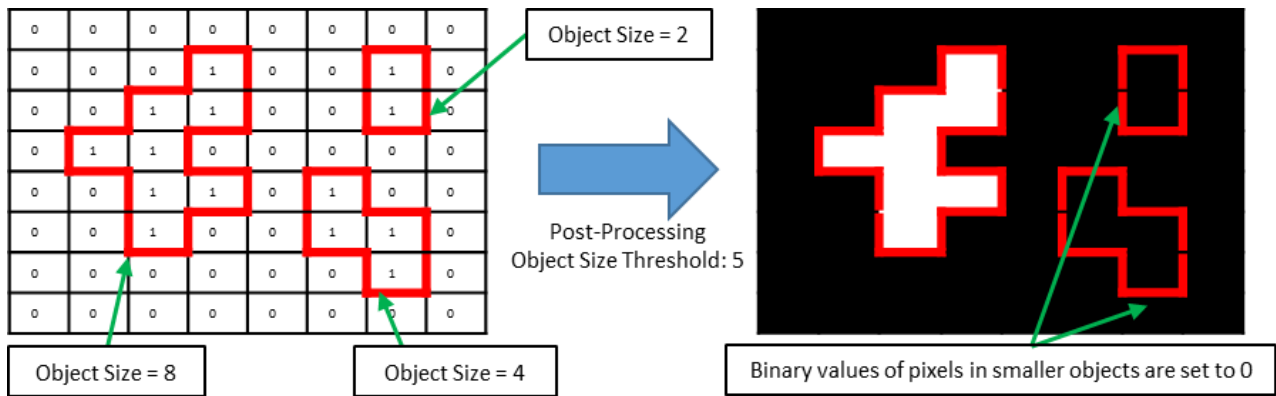 0 0 0 0 0 0 0 0
Object Size = 2
0 0 0 1 0 0 1 0
0 0 1 1 0 0 1 0
0 1 1 0 0 0 0 0
0 0 1 1 0 1 0 0
0 0 1 0 0 1 1 0
0 0 0 0 0 0 1 0
0 0 0 0 0 0 0 0
Post-Processing
Object Size Threshold: 5
Object Size = 8
Object Size = 4
Binary values of pixels in smaller objects are set to 0